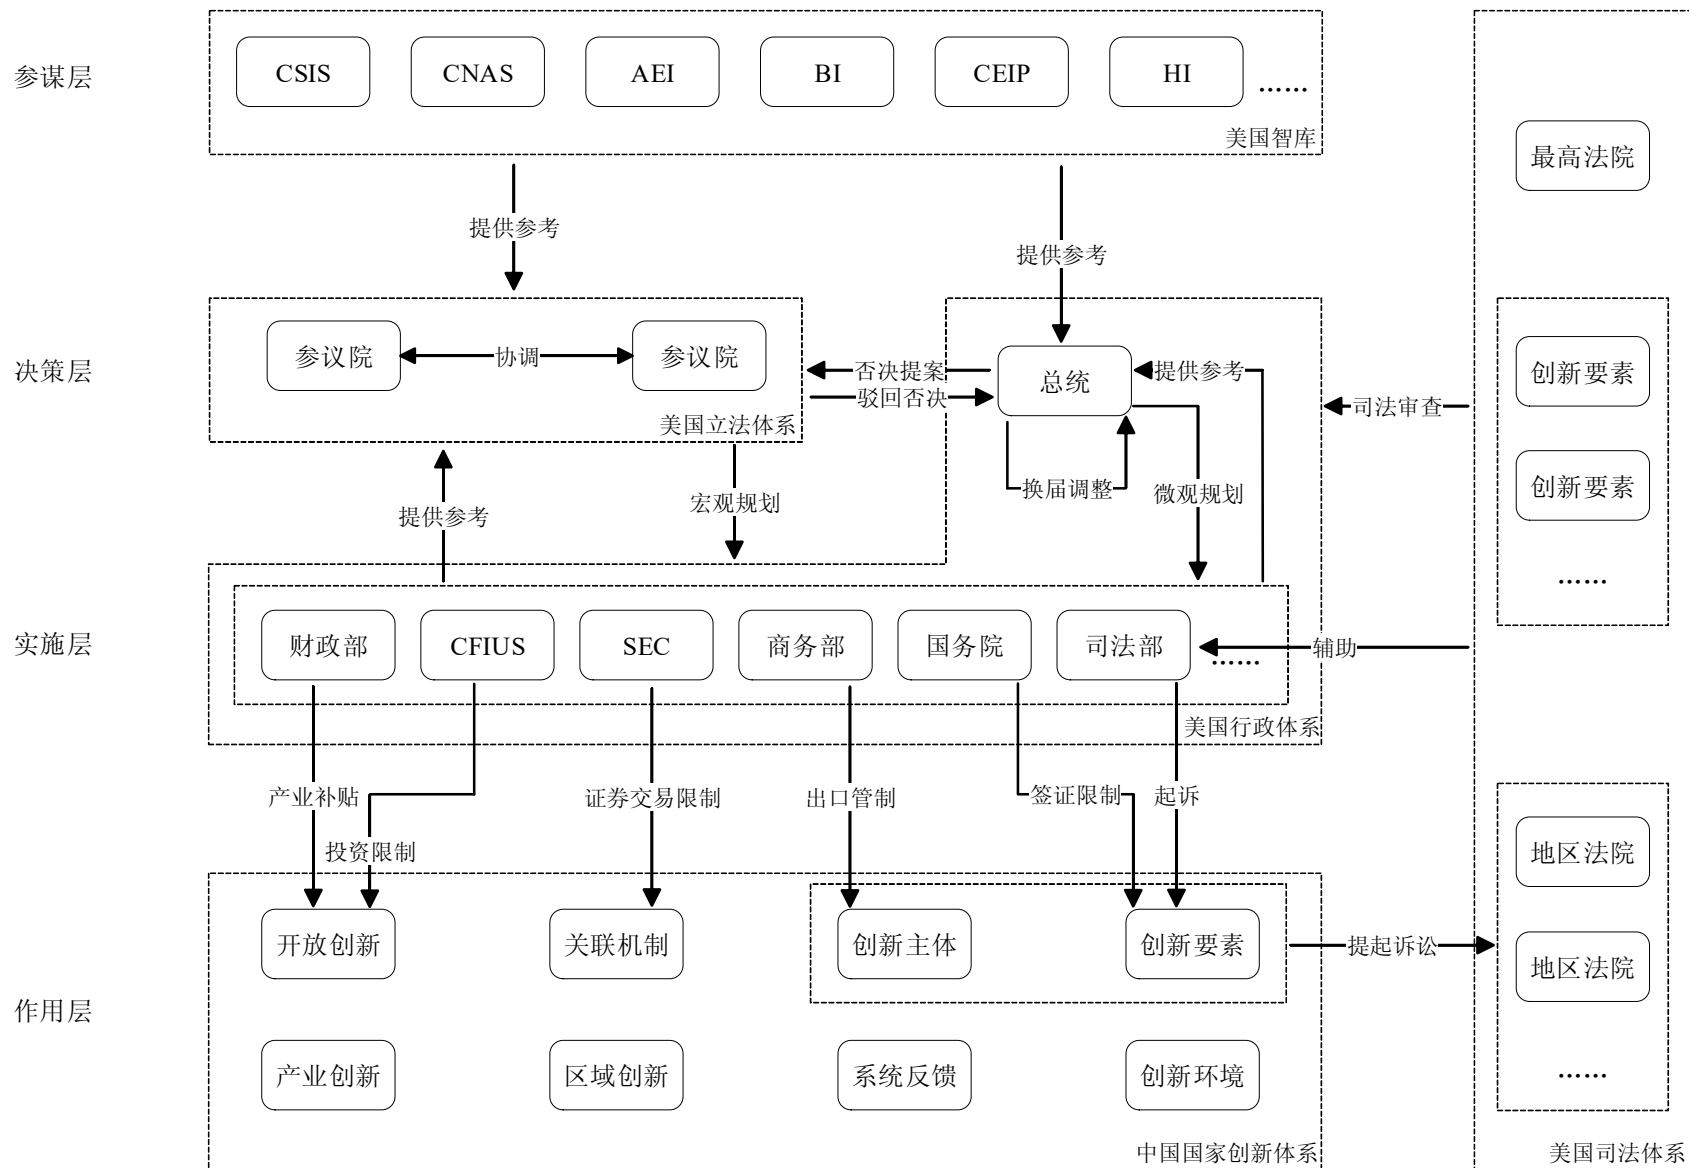 参谋层
CSIS
CNAS
AEI
BI
CEIP
HI
……
美国智库
最高法院
提供参考
提供参考
决策层
参议院
协调
参议院
美国立法体系
否决提案
驳回否决
总统
提供参考
司法审查
创新要素
创新要素
……
换届调整
微观规划
提供参考
宏观规划
实施层
财政部
CFIUS
SEC
商务部
国务院
司法部
……
辅助
美国行政体系
产业补贴
投资限制
证券交易限制
出口管制
签证限制
起诉
地区法院
地区法院
……
作用层
开放创新
关联机制
创新主体
创新要素
提起诉讼
产业创新
区域创新
系统反馈
创新环境
中国国家创新体系
美国司法体系